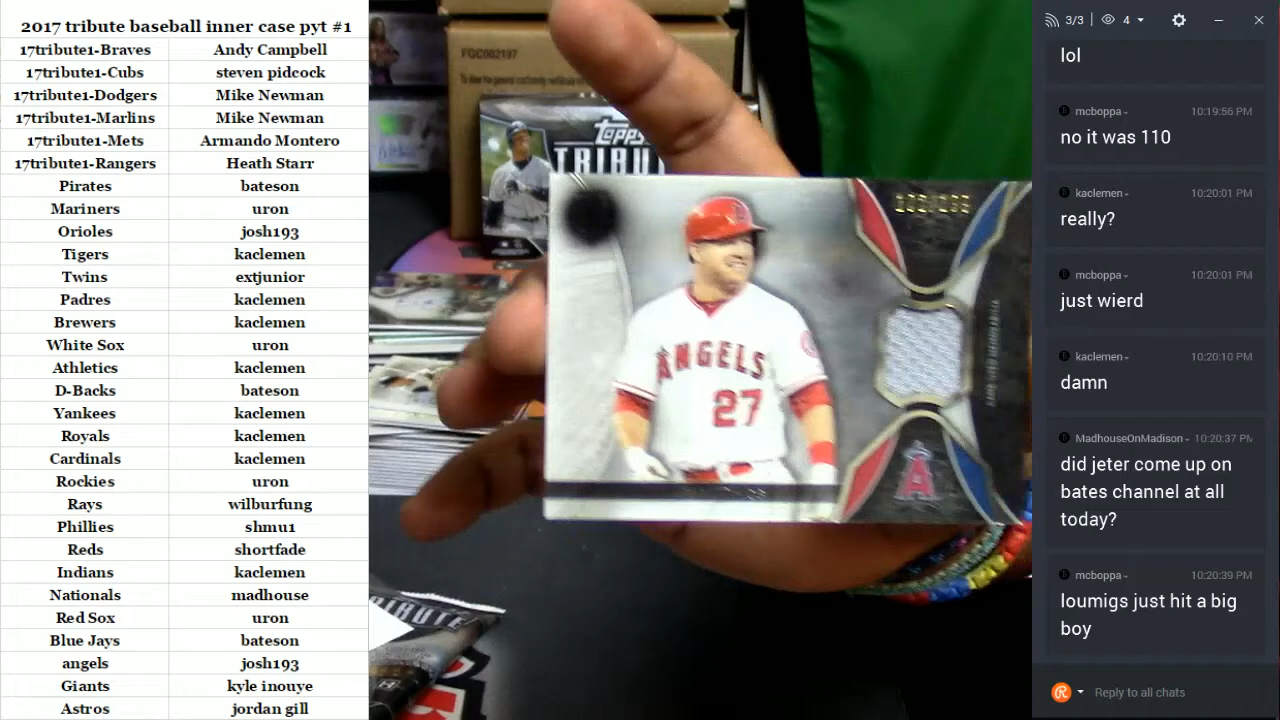 2017 tribute baseball inner case pyt #1
17tribute1-Braves Andy Campbell
17tribute1-Cubs steven pidcock
17tribute1-Dodgers Mike Newman
17tribute1-Marlins Mike Newman
17tribute1-Mets Armando Montero
17tribute1-Rangers Heath Starr
Pirates bateson
Mariners uron
Orioles josh193
Tigers kaclemen
Twins extjunior
Padres kaclemen
Brewers kaclemen
White Sox uron
Athletics kaclemen
D-Backs bateson
Yankees kaclemen
Royals kaclemen
Cardinals kaclemen
Rockies uron
Rays wilburfung
Phillies shmu1
Reds shortfade
Indians kaclemen
Nationals madhouse
Red Sox uron
Blue Jays bateson
angels josh193
Giants kyle inouye
Astros jordan gill
FGC002197
Topps
TRIBU
ANGELS
27
A
TRIBUTE
3/3 4
lol
mcboppa 10:19:56 PM
no it was 110
kaclemen 10:20:01 PM
really?
mcboppa 10:20:01 PM
just wierd
kaclemen 10:20:10 PM
damn
MadhouseOnMadison 10:20:37 PM
did jeter come up on
bates channel at all
today?
mcboppa 10:20:39 PM
loumigs just hit a big
boy
Reply to all chats